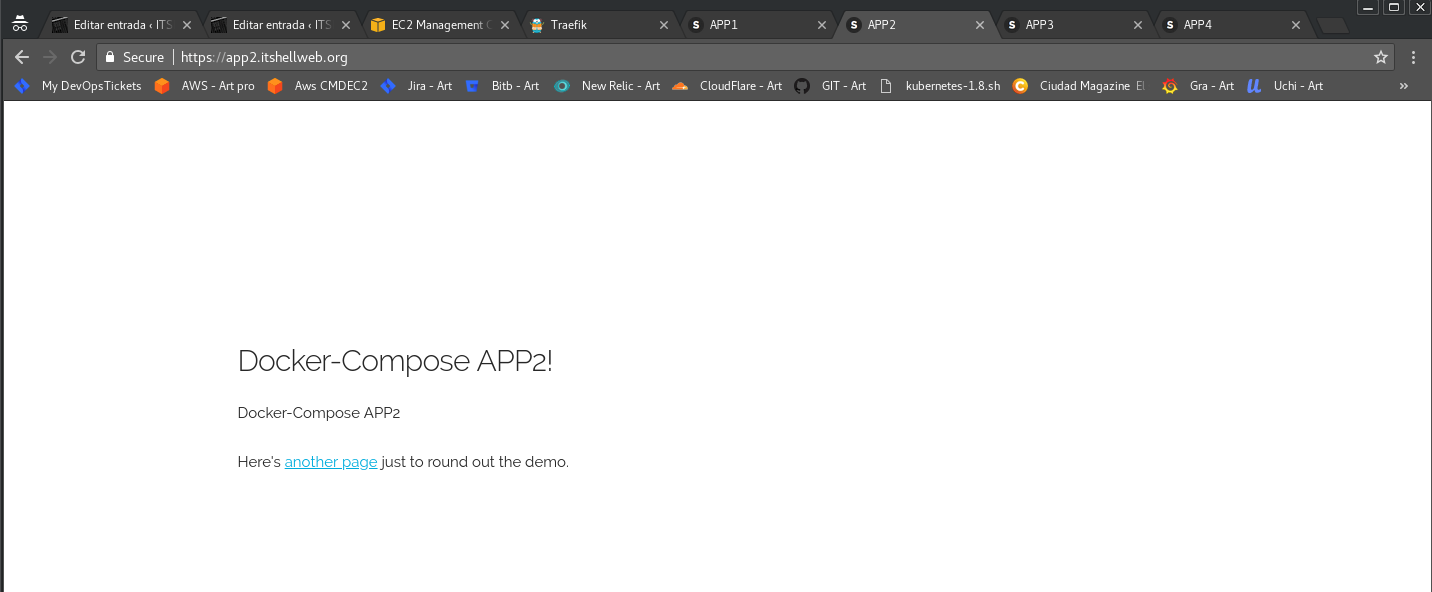 Editar entrada ‹ ITS Editar entrada ‹ ITS EC2 Management C Traefik APP1 APP2 APP3 APP4
Secure https://app2.itshellweb.org
My DevOpsTickets AWS - Art pro Aws CMDEC2 Jira - Art Bitb - Art New Relic - Art CloudFlare - Art GIT - Art kubernetes-1.8.sh Ciudad Magazine El Gra - Art Uchi - Art »
Docker-Compose APP2!
Docker-Compose APP2
Here's another page just to round out the demo.